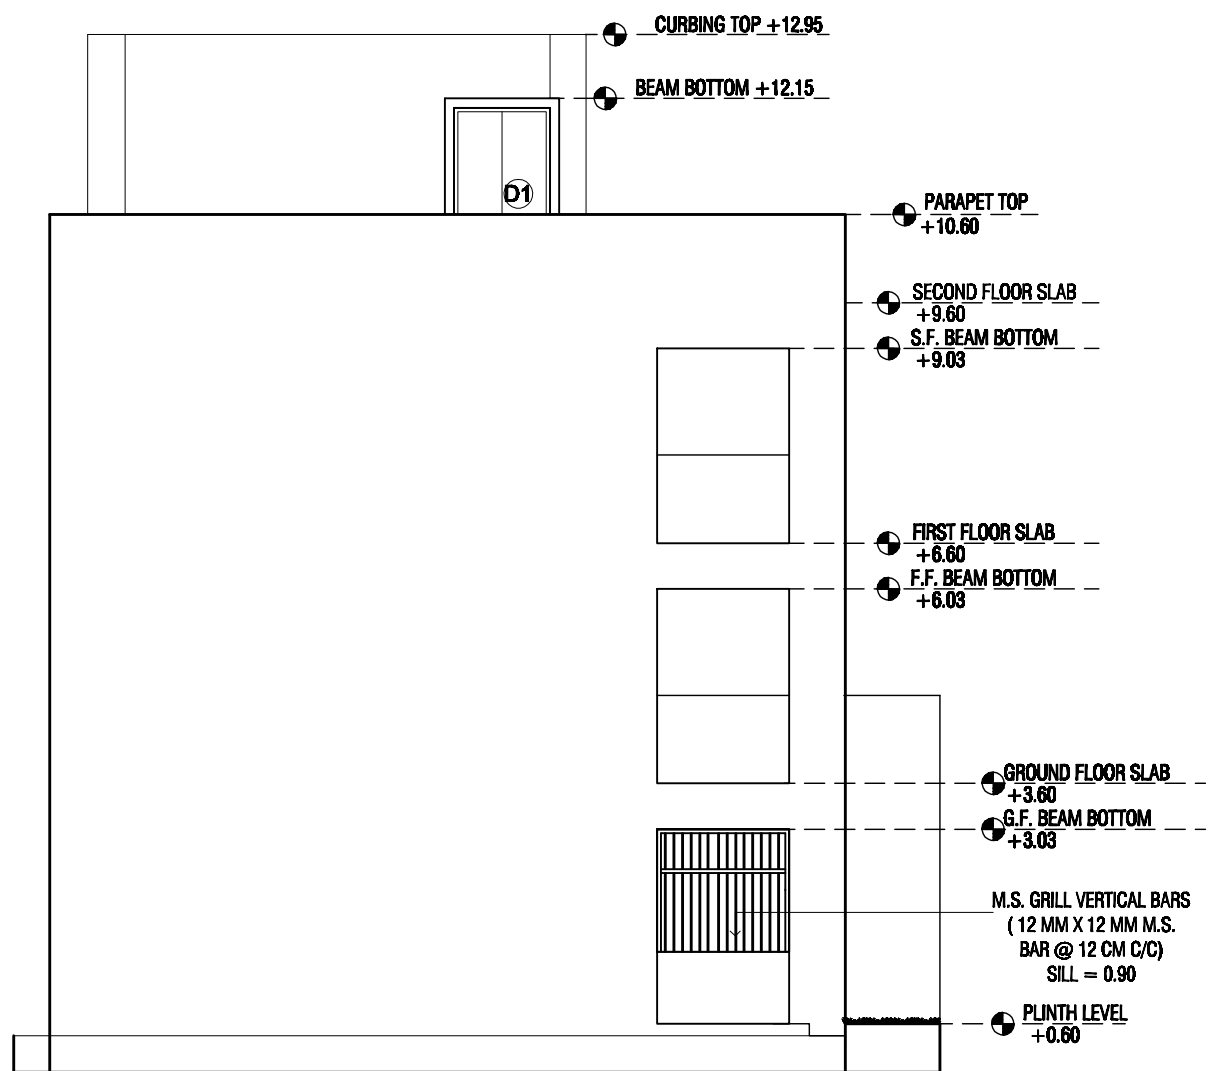 CURBING TOP +12.95
BEAM BOTTOM +12.15
D1
PARAPET TOP
+10.60
SECOND FLOOR SLAB
+9.60
S.F. BEAM BOTTOM
+9.03
FIRST FLOOR SLAB
+6.60
F.F. BEAM BOTTOM
+6.03
GROUND FLOOR SLAB
+3.60
G.F. BEAM BOTTOM
+3.03
M.S. GRILL VERTICAL BARS
( 12 MM X 12 MM M.S.
BAR @ 12 CM C/C)
SILL = 0.90
PLINTH LEVEL
+0.60